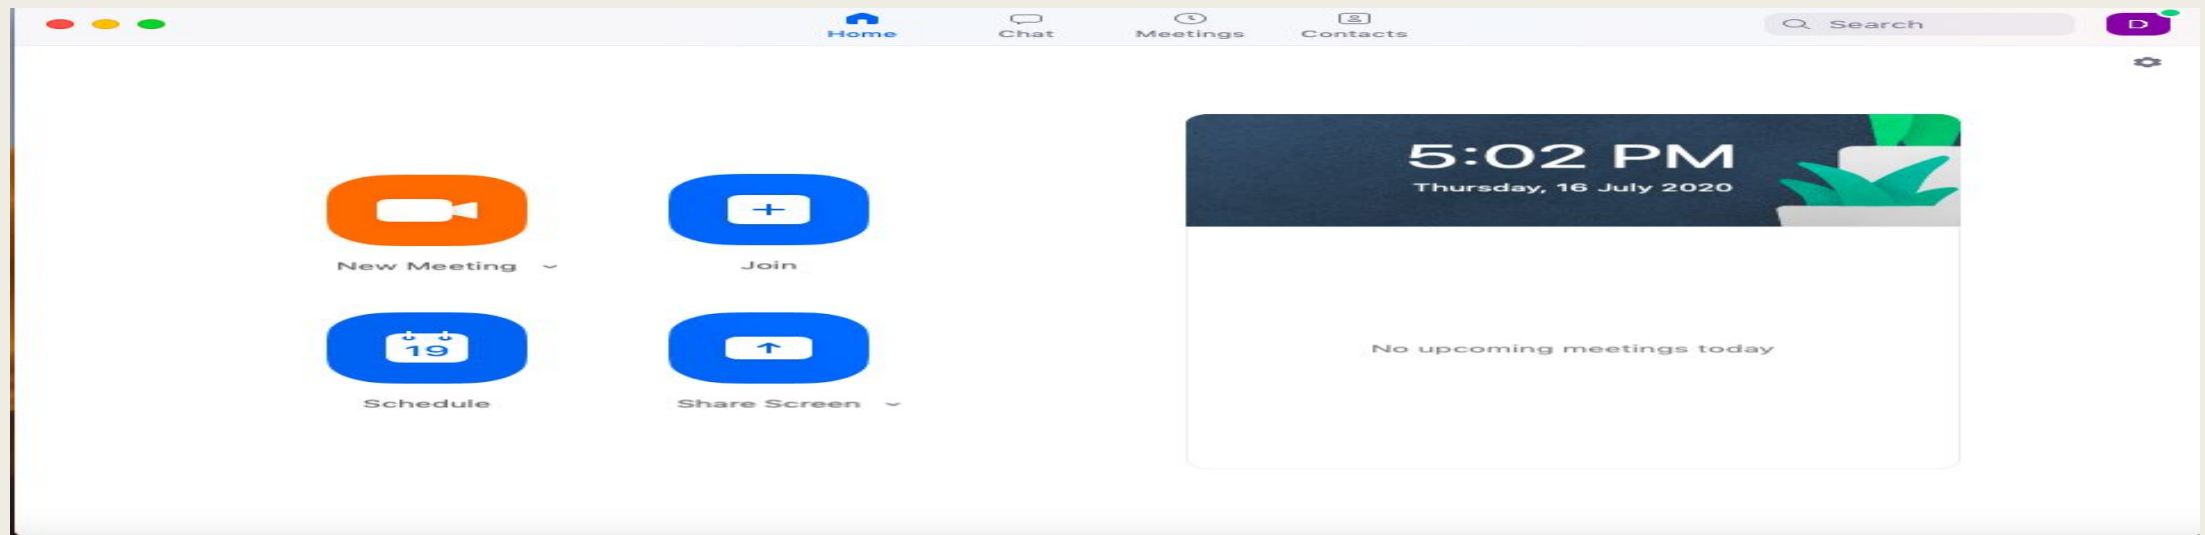 Home
Chat
Meetings
Contacts
Search
D
5:02 PM
Thursday, 16 July 2020
New Meeting
Join
19
Schedule
Share Screen
No upcoming meetings today